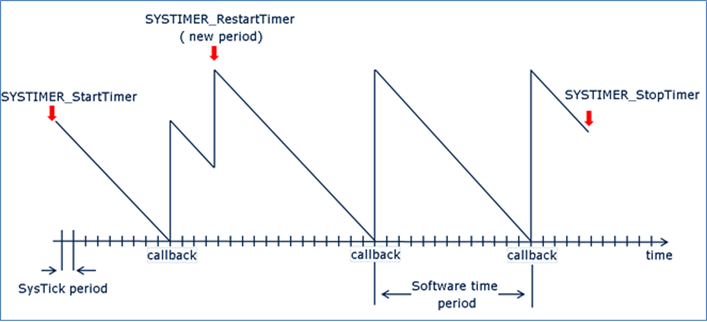 SYSTIMER_RestartTimer
( new period)
SYSTIMER_StartTimer
SYSTIMER_StopTimer
callback
callback
callback
time
SysTick period
Software time
period